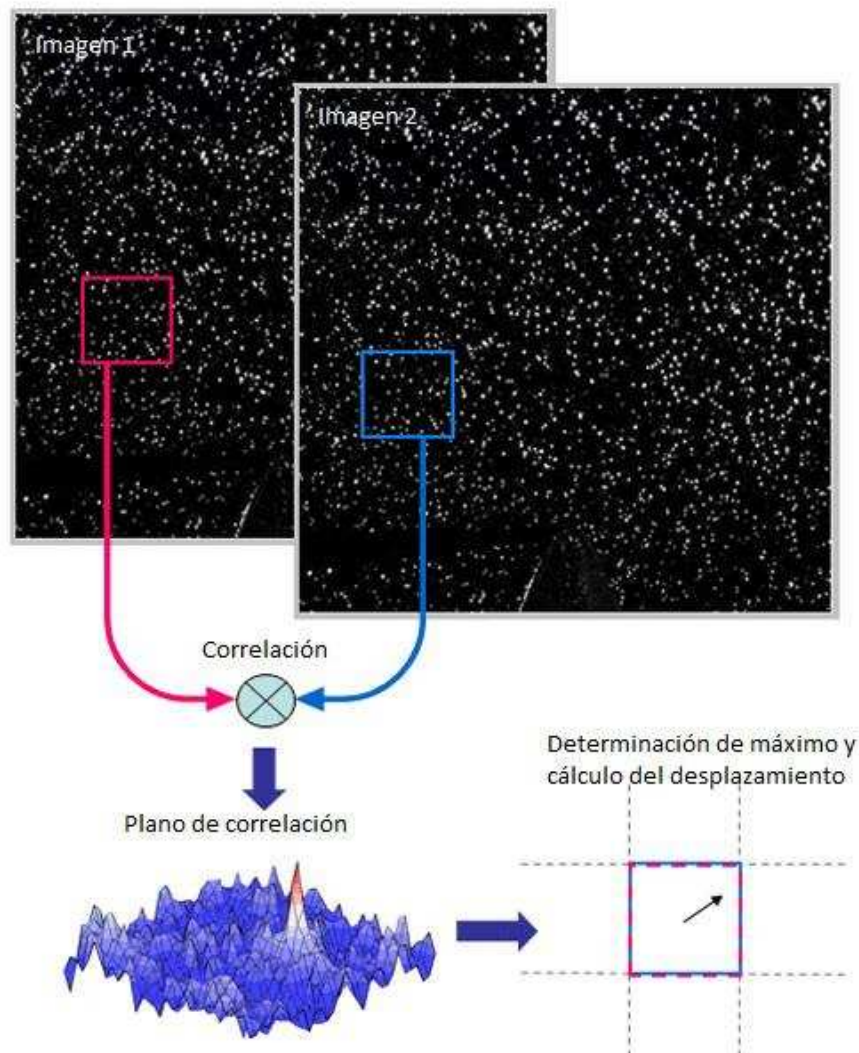 Imagen 1
Imagen 2
Correlación
Determinación de máximo y
cálculo del desplazamiento
Plano de correlación